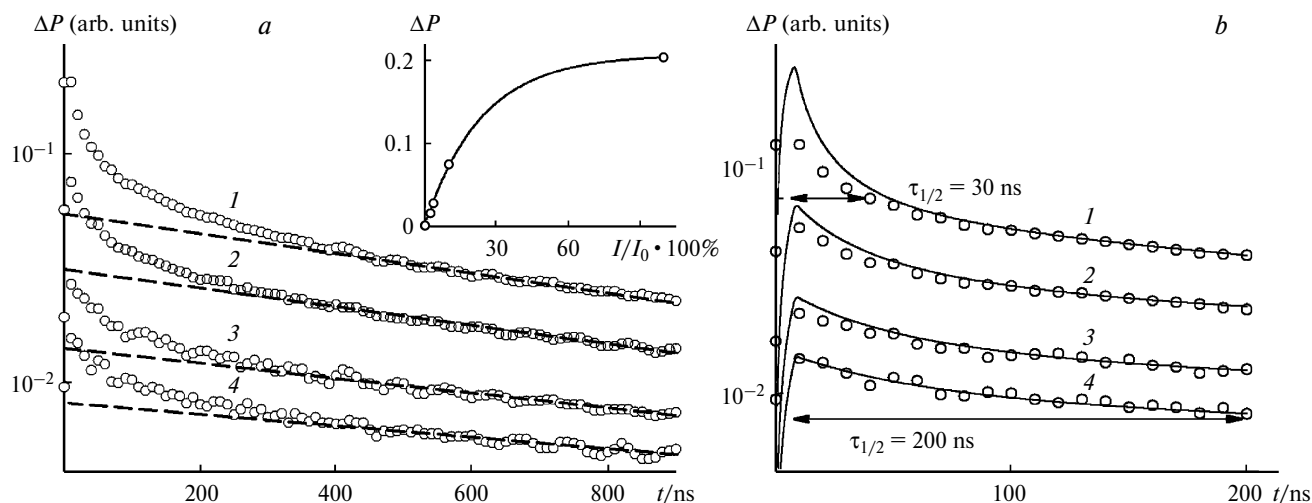 ΔP (arb. units)
a
10⁻¹
10⁻²
1
2
3
4
200
400
600
800
t/ns
ΔP
0.2
0.1
0
30
60
I/I₀ • 100%
ΔP (arb. units)
b
10⁻¹
10⁻²
τ₁/₂ = 30 ns
1
2
3
4
τ₁/₂ = 200 ns
100
200
t/ns